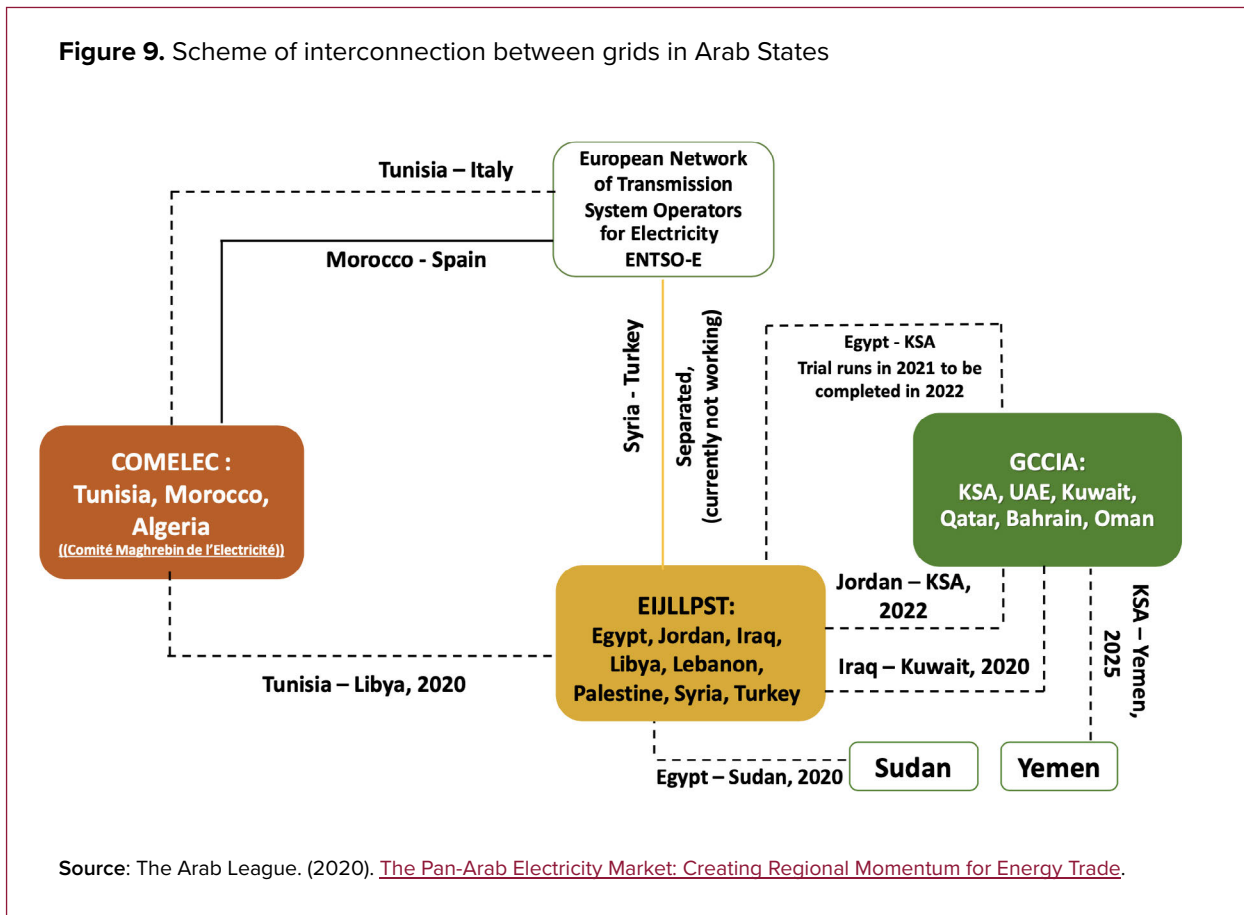 Figure 9. Scheme of interconnection between grids in Arab States
Tunisia – Italy
European Network
of Transmission
System Operators
for Electricity
ENTSO-E
Morocco - Spain
Syria - Turkey
Separated,
(currently not working)
Egypt - KSA
Trial runs in 2021 to be
completed in 2022
COMELEC :
Tunisia, Morocco,
Algeria
((Comité Maghrebin de l'Electricité))
GCCIA:
KSA, UAE, Kuwait,
Qatar, Bahrain, Oman
EIJLLPST:
Egypt, Jordan, Iraq,
Libya, Lebanon,
Palestine, Syria, Turkey
Jordan – KSA,
2022
Iraq – Kuwait, 2020
KSA – Yemen,
2025
Tunisia – Libya, 2020
Egypt – Sudan, 2020
Sudan
Yemen
Source: The Arab League. (2020). The Pan-Arab Electricity Market: Creating Regional Momentum for Energy Trade.